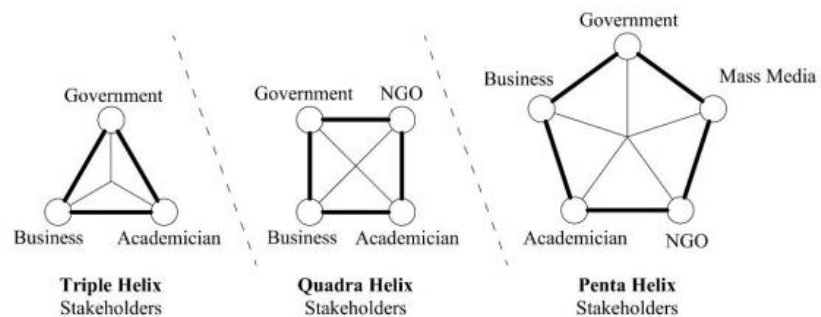 Government
Business
Academician
Triple Helix
Stakeholders
Government
NGO
Business
Academician
Quadra Helix
Stakeholders
Government
Business
Mass Media
Academician
NGO
Penta Helix
Stakeholders